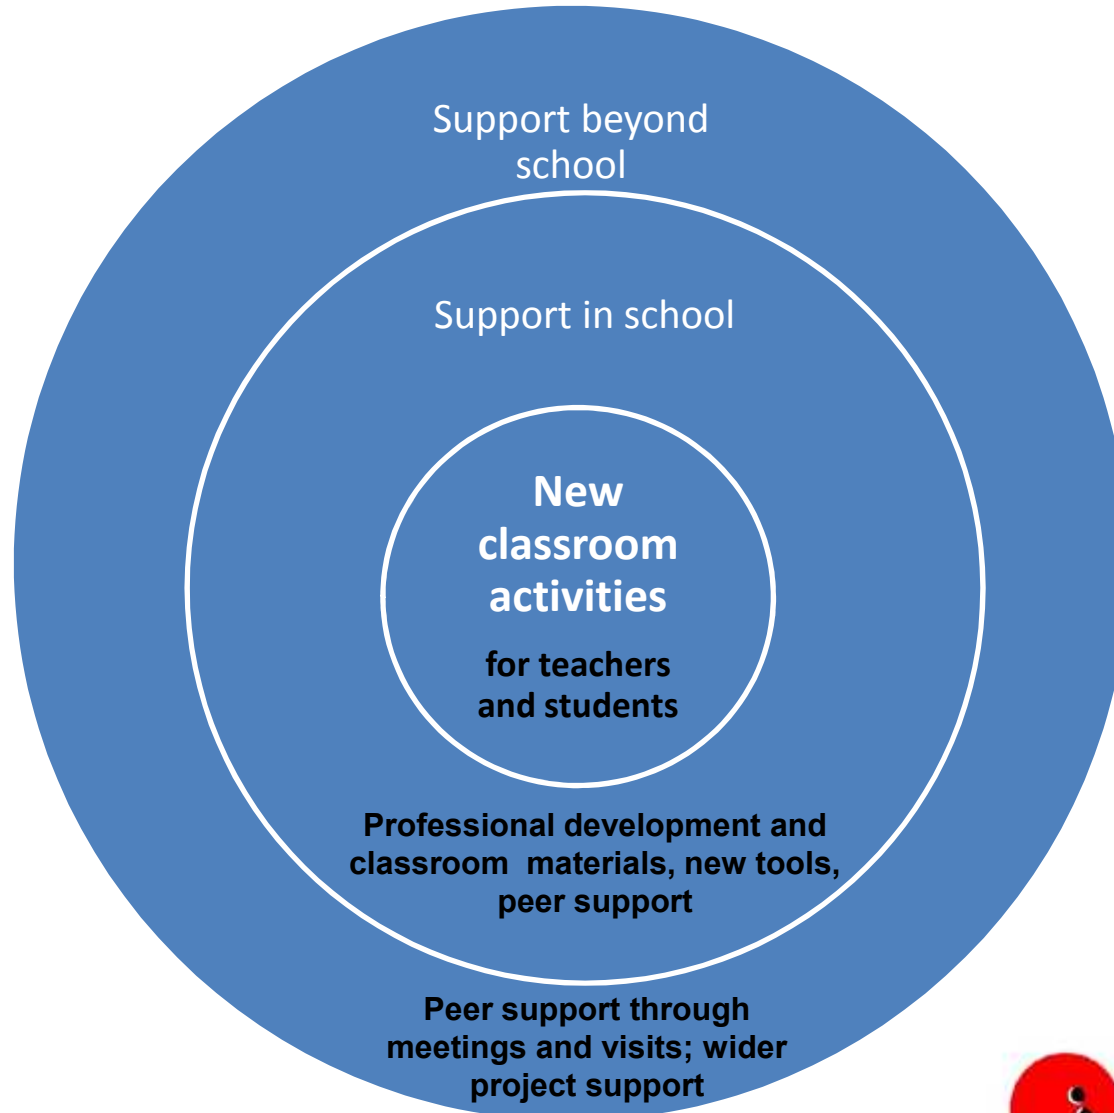 Support beyond
school
Support in school
New
classroom
activities
for teachers
and students
Professional development and
classroom  materials, new tools,
peer support
Peer support through
meetings and visits; wider
project support